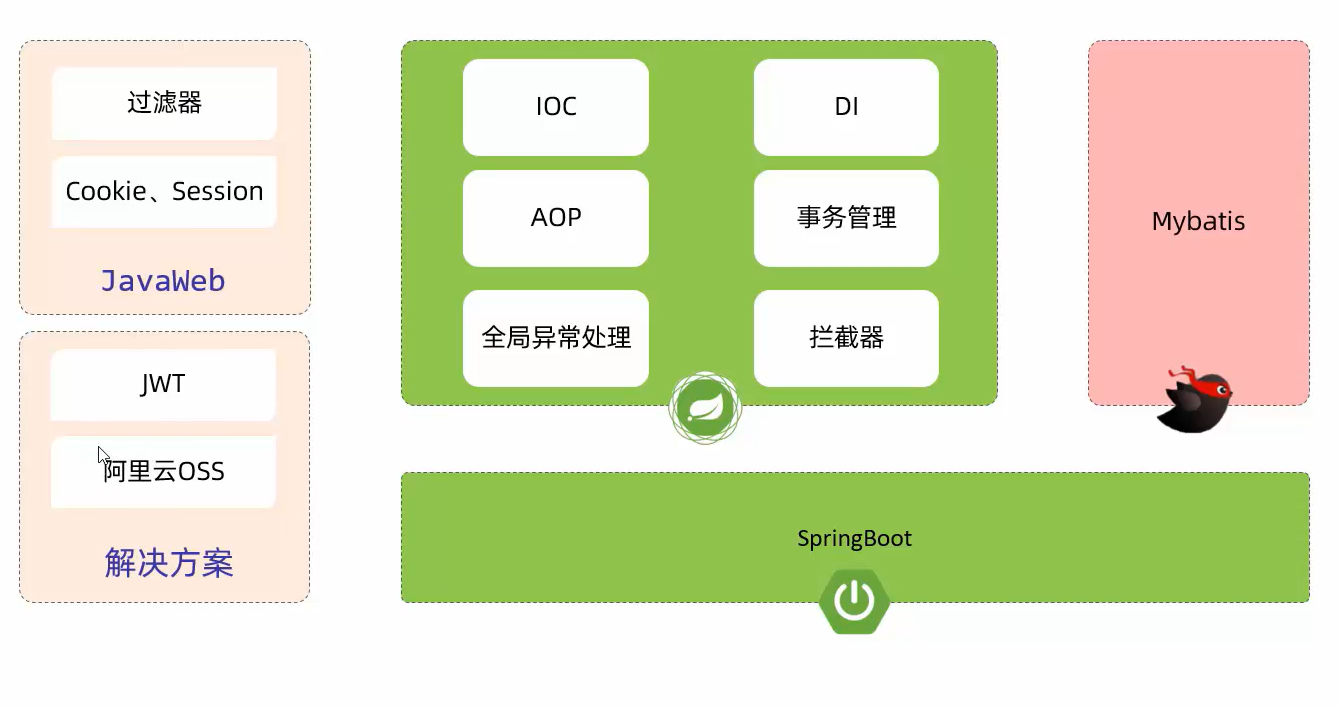 过滤器
Cookie、Session
JavaWeb
JWT
阿里云OSS
解决方案
IOC
DI
AOP
事务管理
全局异常处理
拦截器
Mybatis
SpringBoot